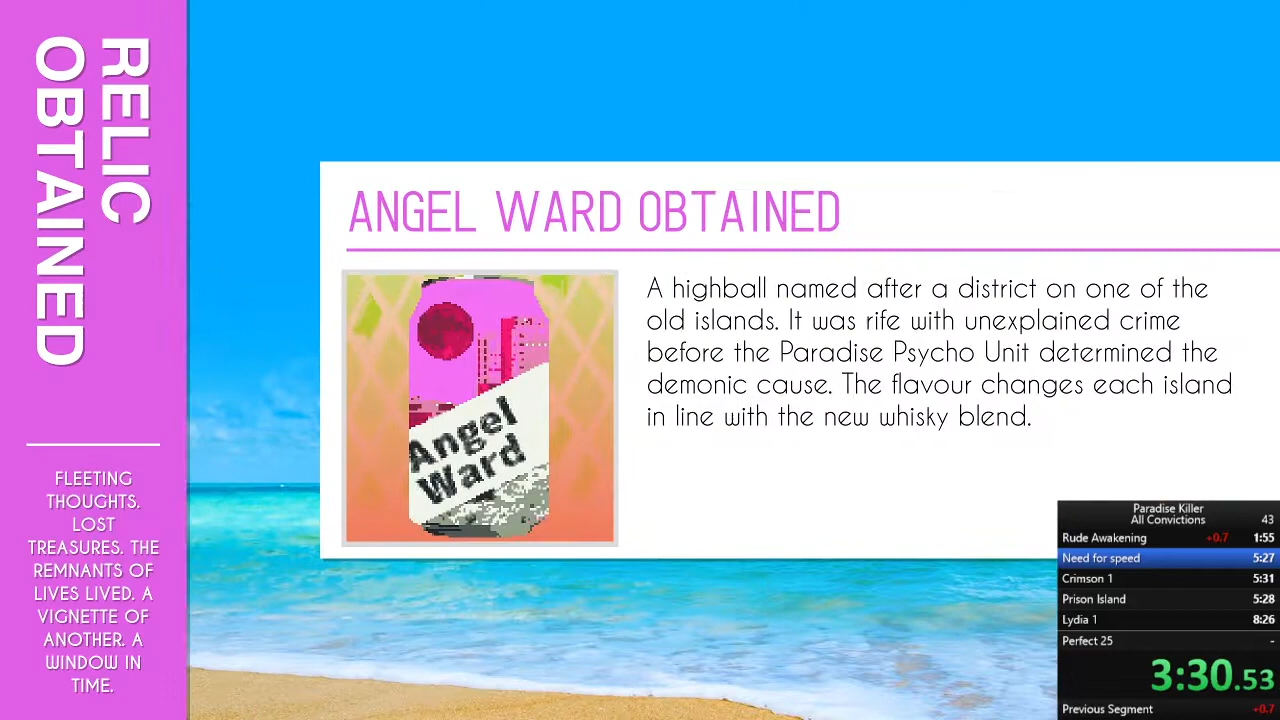 RELIC
OBTAINED
FLEETING
THOUGHTS.
LOST
TREASURES. THE
REMNANTS OF
LIVES LIVED. A
VIGNETTE OF
ANOTHER. A
WINDOW IN
TIME.
ANGEL WARD OBTAINED
Angel
Ward
A highball named after a district on one of the
old islands. It was rife with unexplained crime
before the Paradise Psycho Unit determined the
demonic cause. The flavour changes each island
in line with the new whisky blend.
Paradise Killer
All Convictions 43
Rude Awakening +0.7 1:55
Need for speed 5:27
Crimson 1 5:31
Prison Island 5:28
Lydia 1 8:26
Perfect 25 -
3:30.53
Previous Segment +0.7